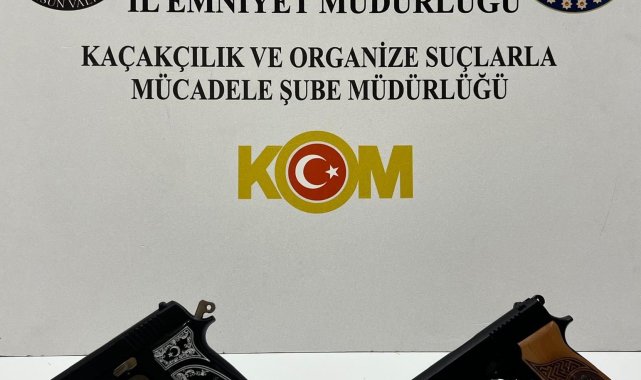 İL EMNİYET MÜDÜRLÜĞÜ
KAÇAKÇILIK VE ORGANİZE SUÇLARLA
MÜCADELE ŞUBE MÜDÜRLÜĞÜ
KOM